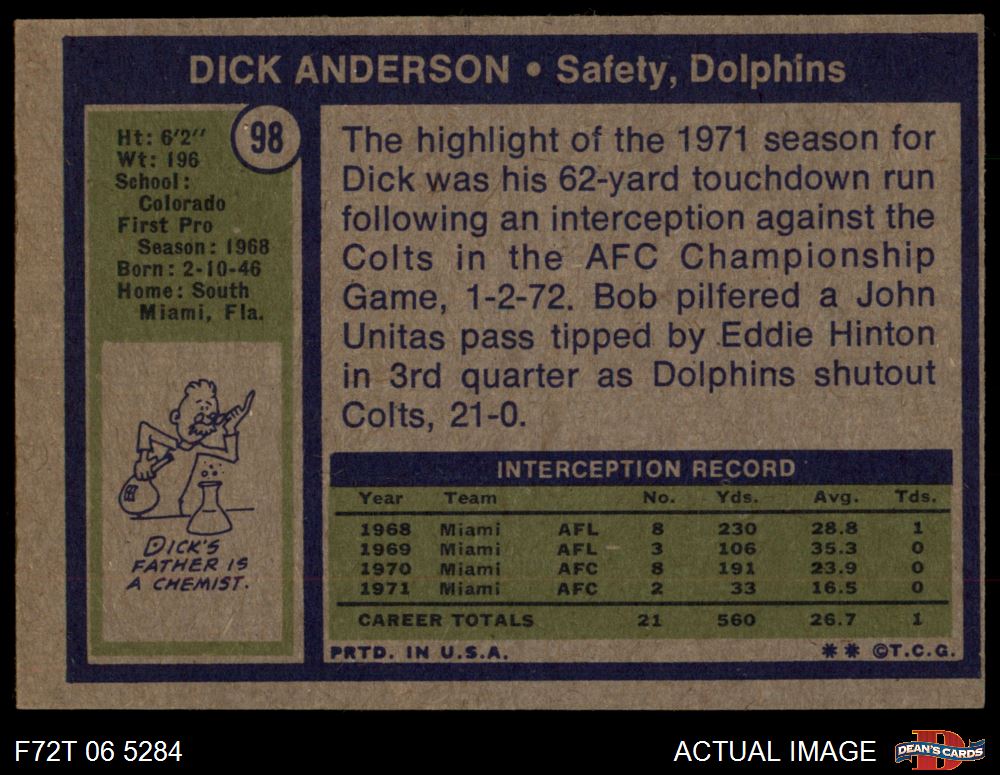 DICK ANDERSON • Safety, Dolphins
98
Ht: 6'2"
Wt: 196
School:
Colorado
First Pro
Season: 1968
Born: 2-10-46
Home: South
Miami, Fla.
DICK'S
FATHER IS
A CHEMIST.
The highlight of the 1971 season for
Dick was his 62-yard touchdown run
following an interception against the
Colts in the AFC Championship
Game, 1-2-72. Bob pilfered a John
Unitas pass tipped by Eddie Hinton
in 3rd quarter as Dolphins shutout
Colts, 21-0.
INTERCEPTION RECORD
Year Team No. Yds. Avg. Tds.
1968 Miami AFL 8 230 28.8 1
1969 Miami AFL 3 106 35.3 0
1970 Miami AFC 8 191 23.9 0
1971 Miami AFC 2 33 16.5 0
CAREER TOTALS 21 560 26.7 1
PRTD. IN U.S.A. ** ©T.C.G.
F72T 06 5284 ACTUAL IMAGE DEAN'S CARDS